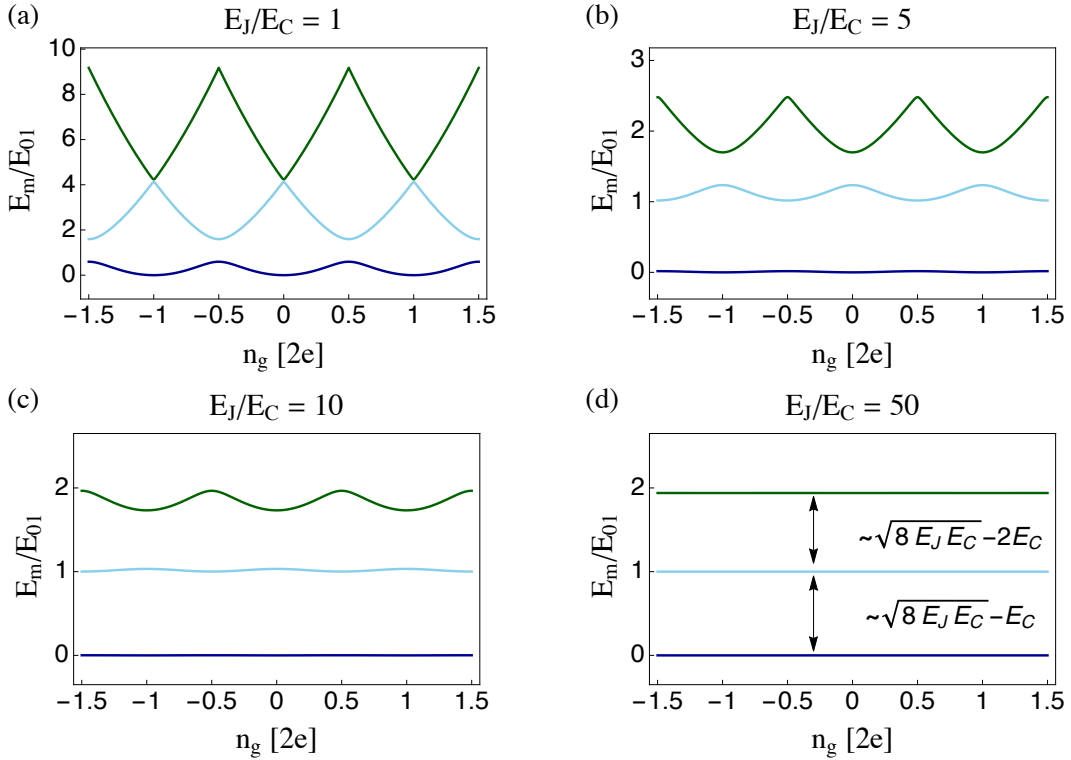 (a) E_J/E_C = 1
10
8
6
4
2
0
E_m/E_01
−1.5 −1 −0.5 0 0.5 1 1.5
n_g [2e]
(b) E_J/E_C = 5
3
2
1
0
E_m/E_01
−1.5 −1 −0.5 0 0.5 1 1.5
n_g [2e]
(c) E_J/E_C = 10
2
1
0
E_m/E_01
−1.5 −1 −0.5 0 0.5 1 1.5
n_g [2e]
(d) E_J/E_C = 50
2
1
0
E_m/E_01
~√(8 E_J E_C) −2E_C
~√(8 E_J E_C) −E_C
−1.5 −1 −0.5 0 0.5 1 1.5
n_g [2e]